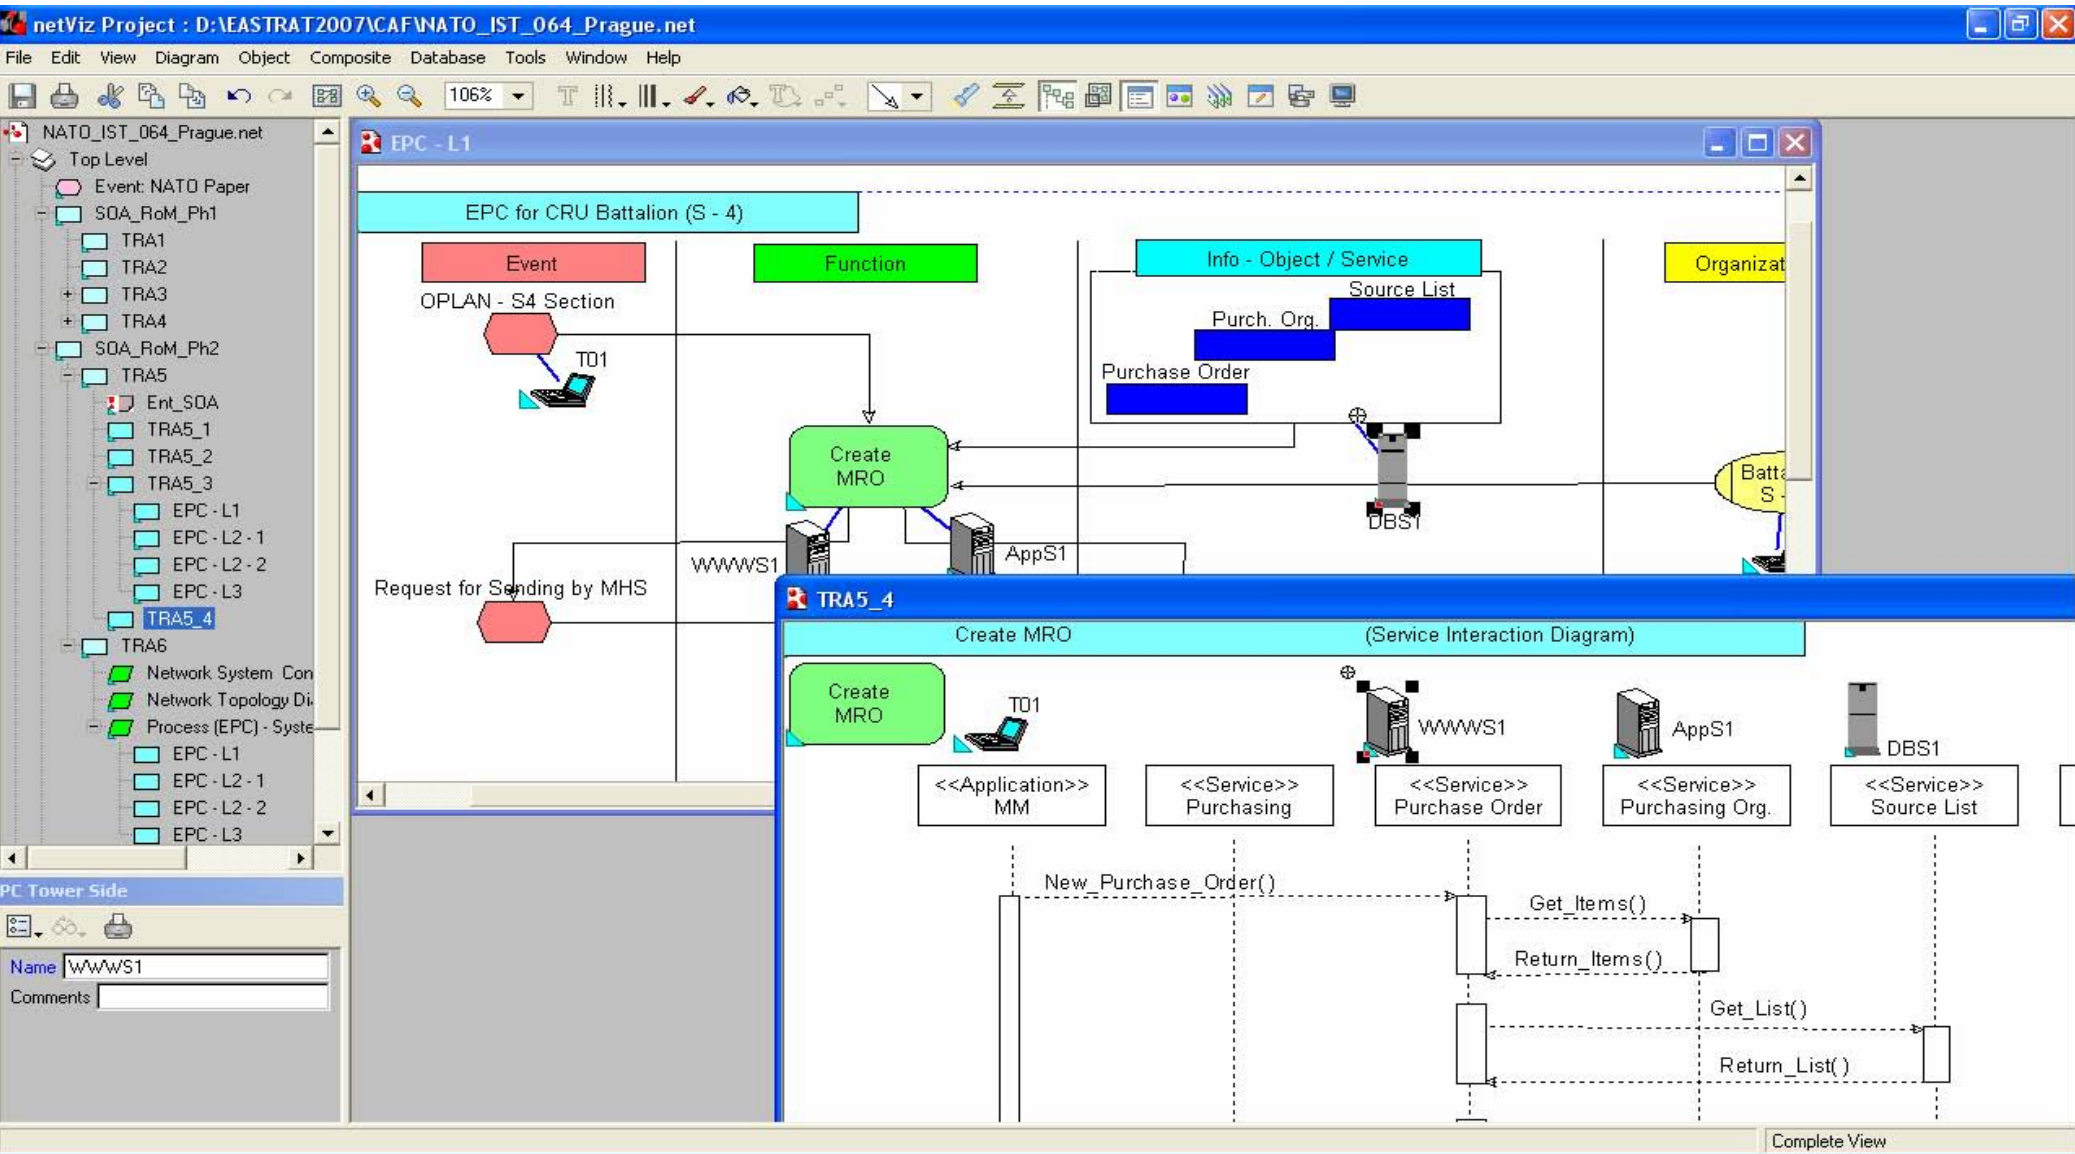 netViz Project : D:\EASTRAT2007\CAF\NATO_IST_064_Prague.net
File Edit View Diagram Object Composite Database Tools Window Help
106%
NATO_IST_064_Prague.net
Top Level
Event: NATO Paper
SOA_RoM_Ph1
TRA1
TRA2
TRA3
TRA4
SOA_RoM_Ph2
TRA5
Ent_SOA
TRA5_1
TRA5_2
TRA5_3
EPC - L1
EPC - L2 - 1
EPC - L2 - 2
EPC - L3
TRA5_4
TRA6
Network System Con
Network Topology Di
Process (EPC) - Syste
EPC - L1
EPC - L2 - 1
EPC - L2 - 2
EPC - L3
PC Tower Side
Name WWWS1
Comments
EPC - L1
EPC for CRU Battalion (S - 4)
Event
Function
Info - Object / Service
Organizat
OPLAN - S4 Section
Source List
Purch. Org.
T01
Purchase Order
Create
MRO
Batta
S -
DBS1
WWWS1
AppS1
Request for Sending by MHS
TRA5_4
Create MRO (Service Interaction Diagram)
Create
MRO
T01
WWWS1
AppS1
DBS1
<<Application>>
MM
<<Service>>
Purchasing
<<Service>>
Purchase Order
<<Service>>
Purchasing Org.
<<Service>>
Source List
New_Purchase_Order()
Get_Items()
Return_Items()
Get_List()
Return_List()
Complete View